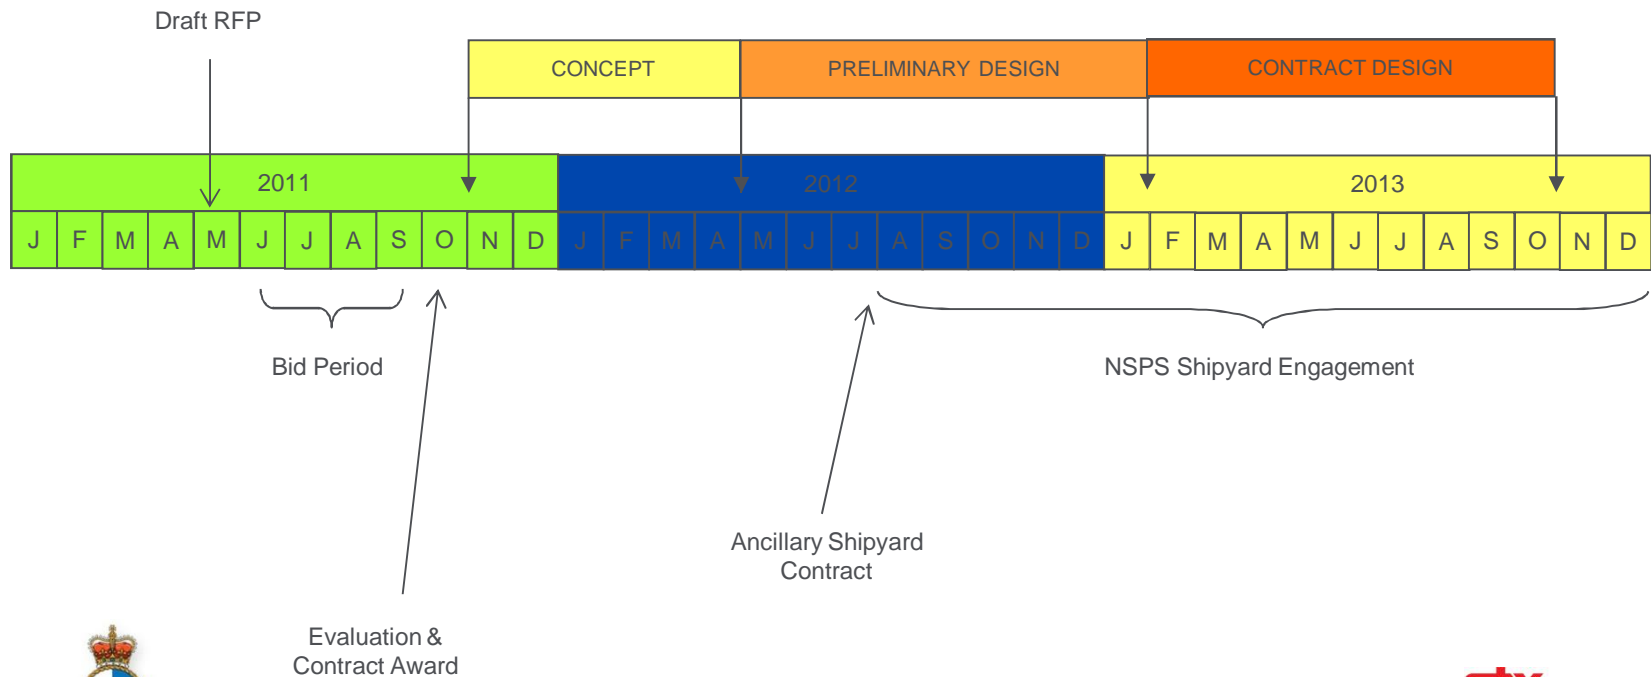 Draft RFP
CONCEPT PRELIMINARY DESIGN CONTRACT DESIGN
2011 2012 2013
J F M A M J J A S O N D J F M A M J J A S O N D J F M A M J J A S O N D
Bid Period NSPS Shipyard Engagement
Ancillary Shipyard
Contract
Evaluation &
Contract Award
stx